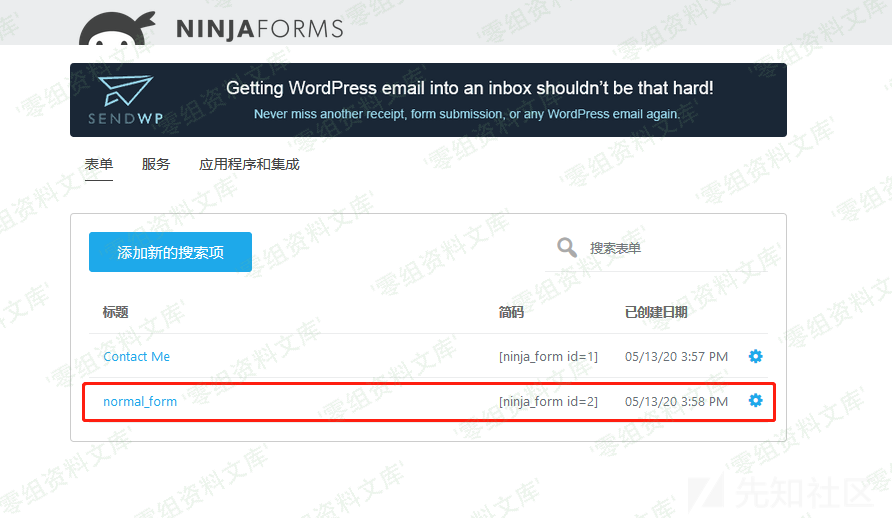 NINJAFORMS
Getting WordPress email into an inbox shouldn't be that hard!
SENDWP
Never miss another receipt, form submission, or any WordPress email again.
表单 服务 应用程序和集成
添加新的搜索项 搜索表单
标题 简码 已创建日期
Contact Me [ninja_form id=1] 05/13/20 3:57 PM
normal_form [ninja_form id=2] 05/13/20 3:58 PM
'零组资料文库'
先知社区